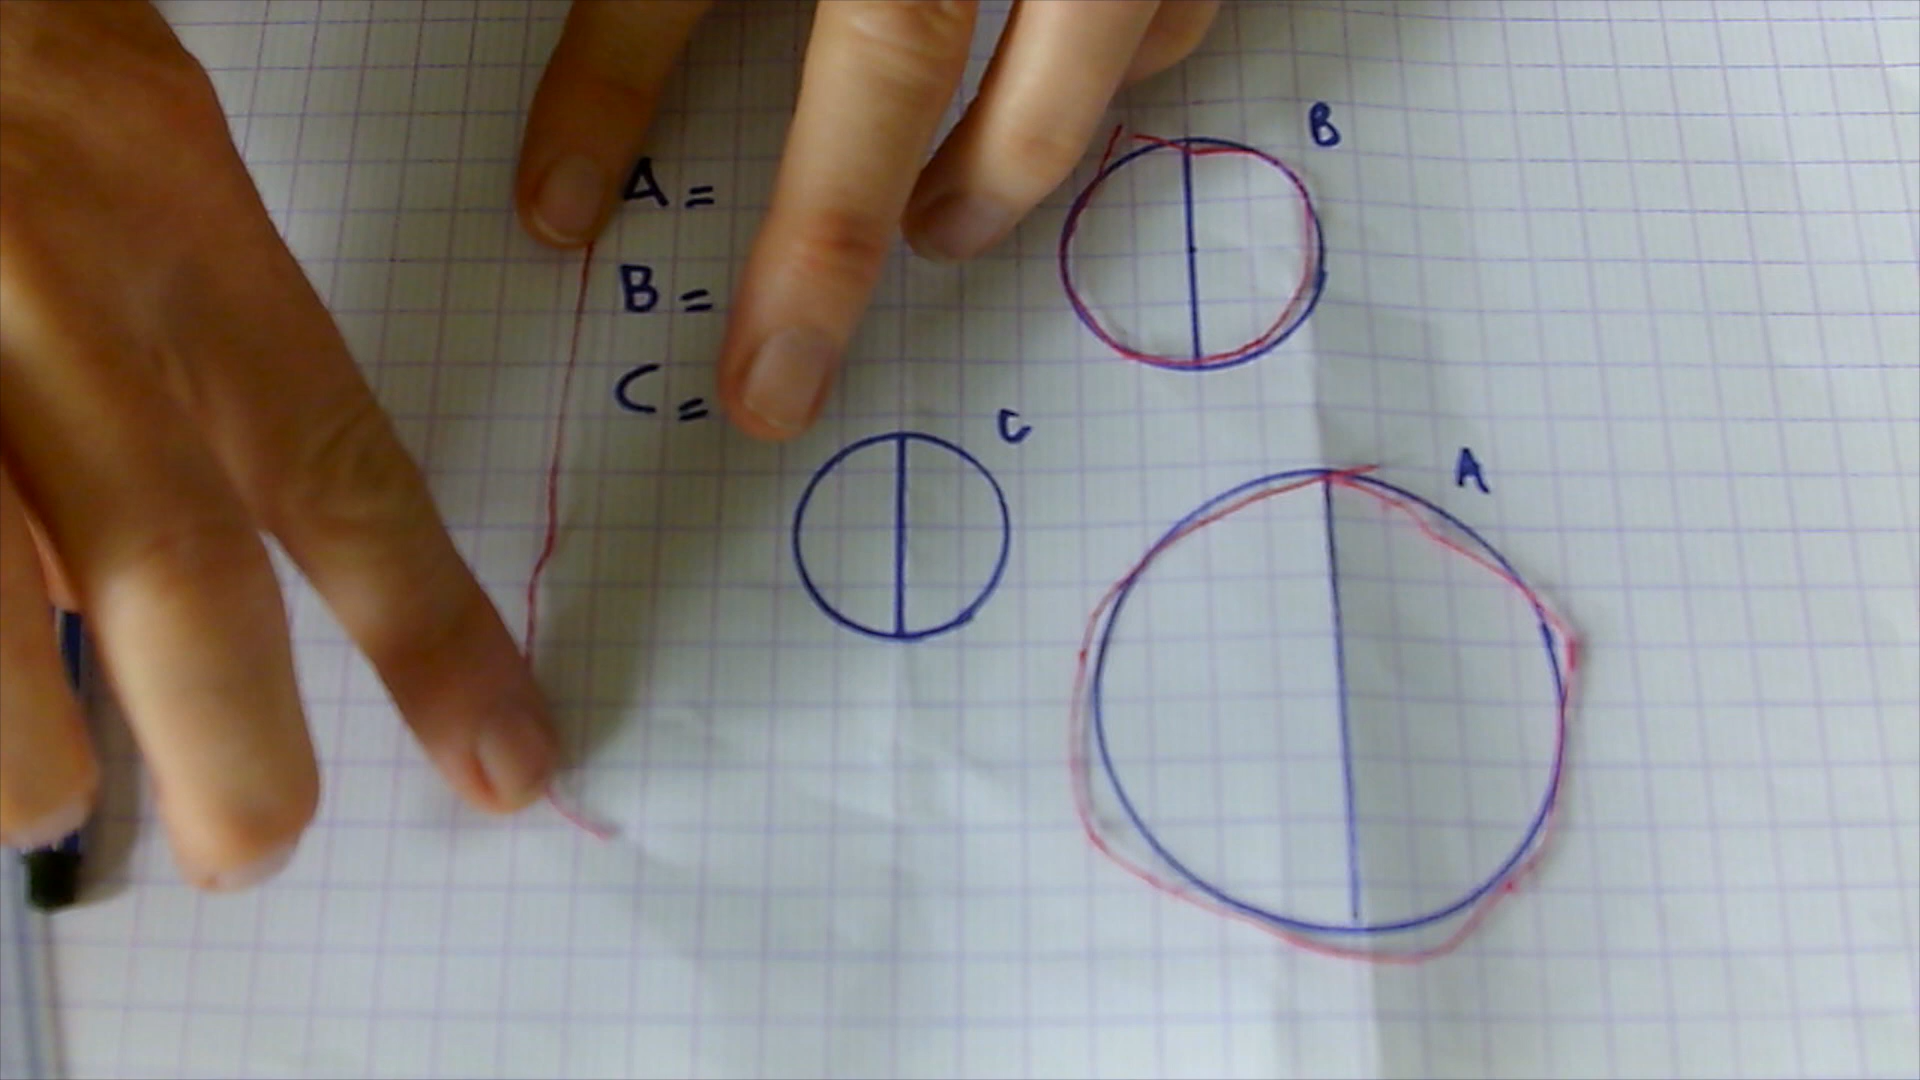 A =
B =
C =
B
C
A